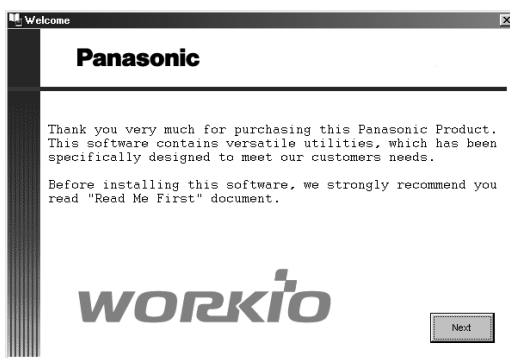 Welcome
Panasonic
Thank you very much for purchasing this Panasonic Product.
This software contains versatile utilities, which has been
specifically designed to meet our customers needs.
Before installing this software, we strongly recommend you
read "Read Me First" document.
WORKiO
Next